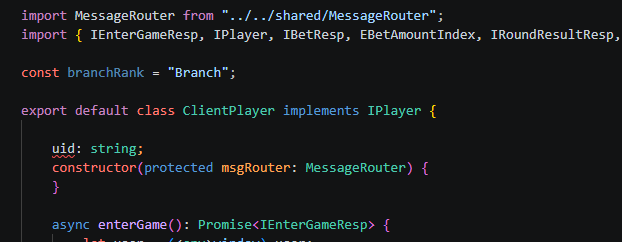 import MessageRouter from "../../shared/MessageRouter";
import { IEnterGameResp, IPlayer, IBetResp, EBetAmountIndex, IRoundResultResp,
const branchRank = "Branch";
export default class ClientPlayer implements IPlayer {
uid: string;
constructor(protected msgRouter: MessageRouter) {
}
async enterGame(): Promise<IEnterGameResp> {